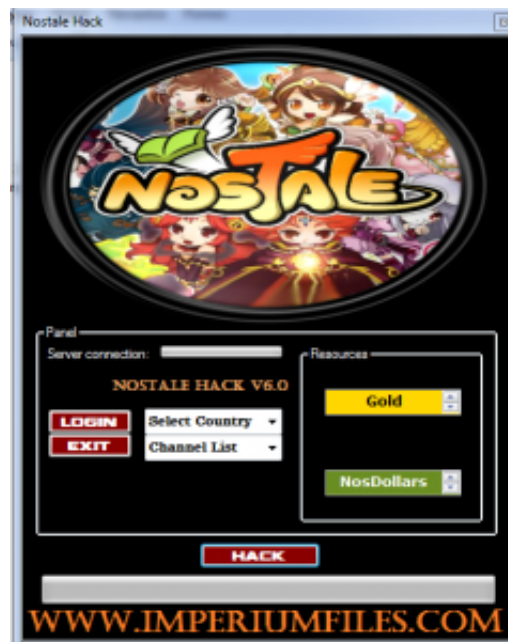 Nostale Hack
NosTale
Panel
Server connection:
Resources
NOSTALE HACK V6.0
Gold
LOGIN
Select Country
EXIT
Channel List
NosDollars
HACK
WWW.IMPERIUMFILES.COM